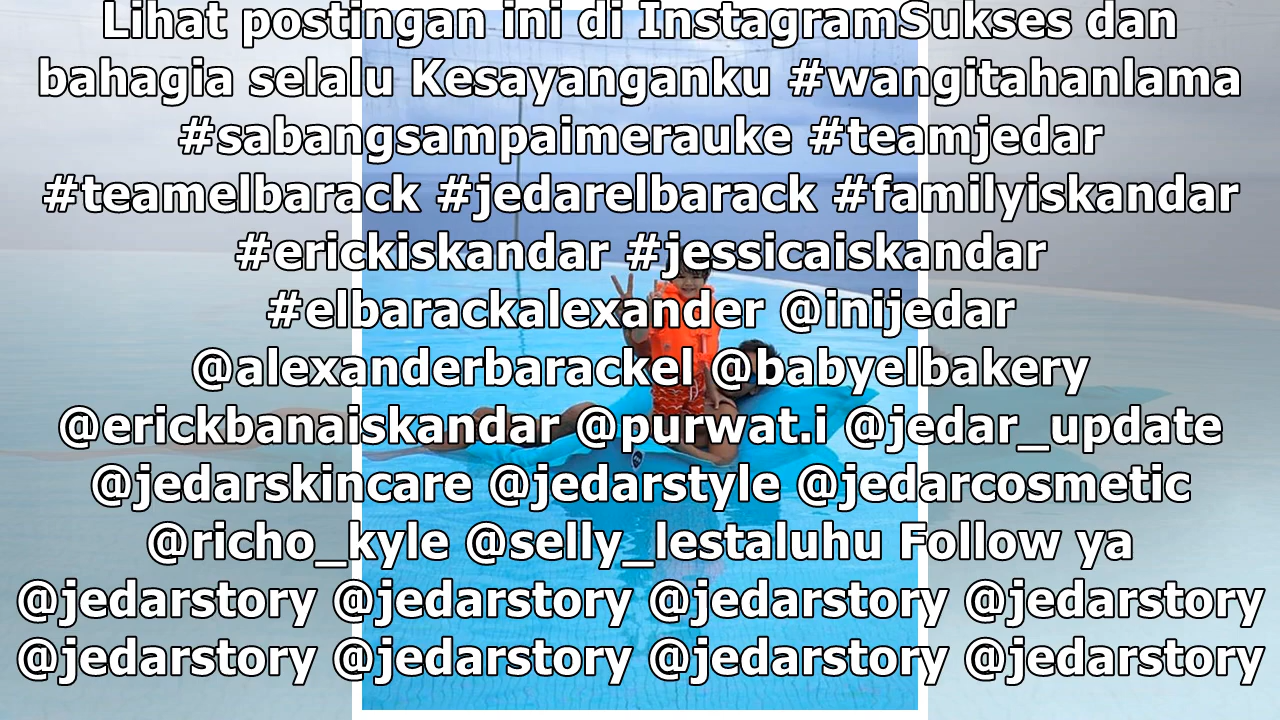 Lihat postingan ini di InstagramSukses dan
bahagia selalu Kesayanganku #wangitahanlama
#sabangsampaimerauke #teamjedar
#teamelbarack #jedarelbarack #familyiskandar
#erickiskandar #jessicaiskandar
#elbarackalexander @inijedar
@alexanderbarackel @babyelbakery
@erickbanaiskandar @purwat.i @jedar_update
@jedarskincare @jedarstyle @jedarcosmetic
@richo_kyle @selly_lestaluhu Follow ya
@jedarstory @jedarstory @jedarstory @jedarstory
@jedarstory @jedarstory @jedarstory @jedarstory